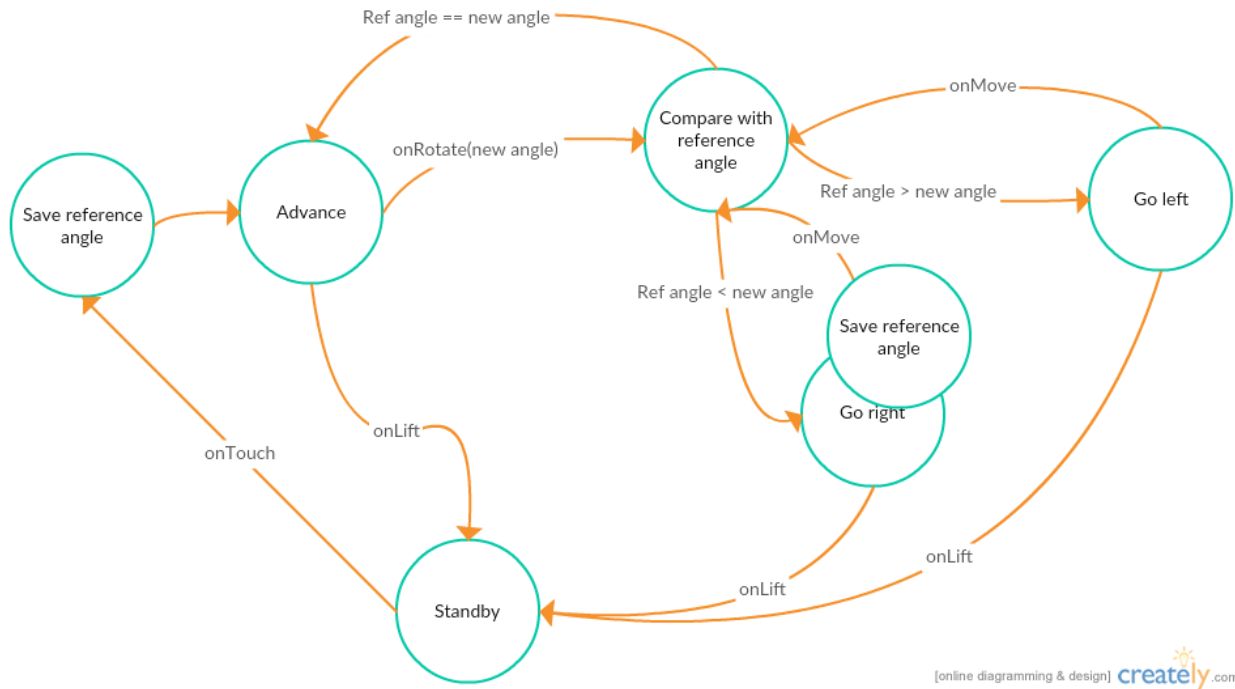 Ref angle == new angle
onMove
Compare with
reference
angle
onRotate(new angle)
Ref angle > new angle
Go left
Save reference
angle
Advance
onMove
Ref angle < new angle
Save reference
angle
Go right
onLift
onTouch
onLift
onLift
Standby
[online diagramming & design] creately.com